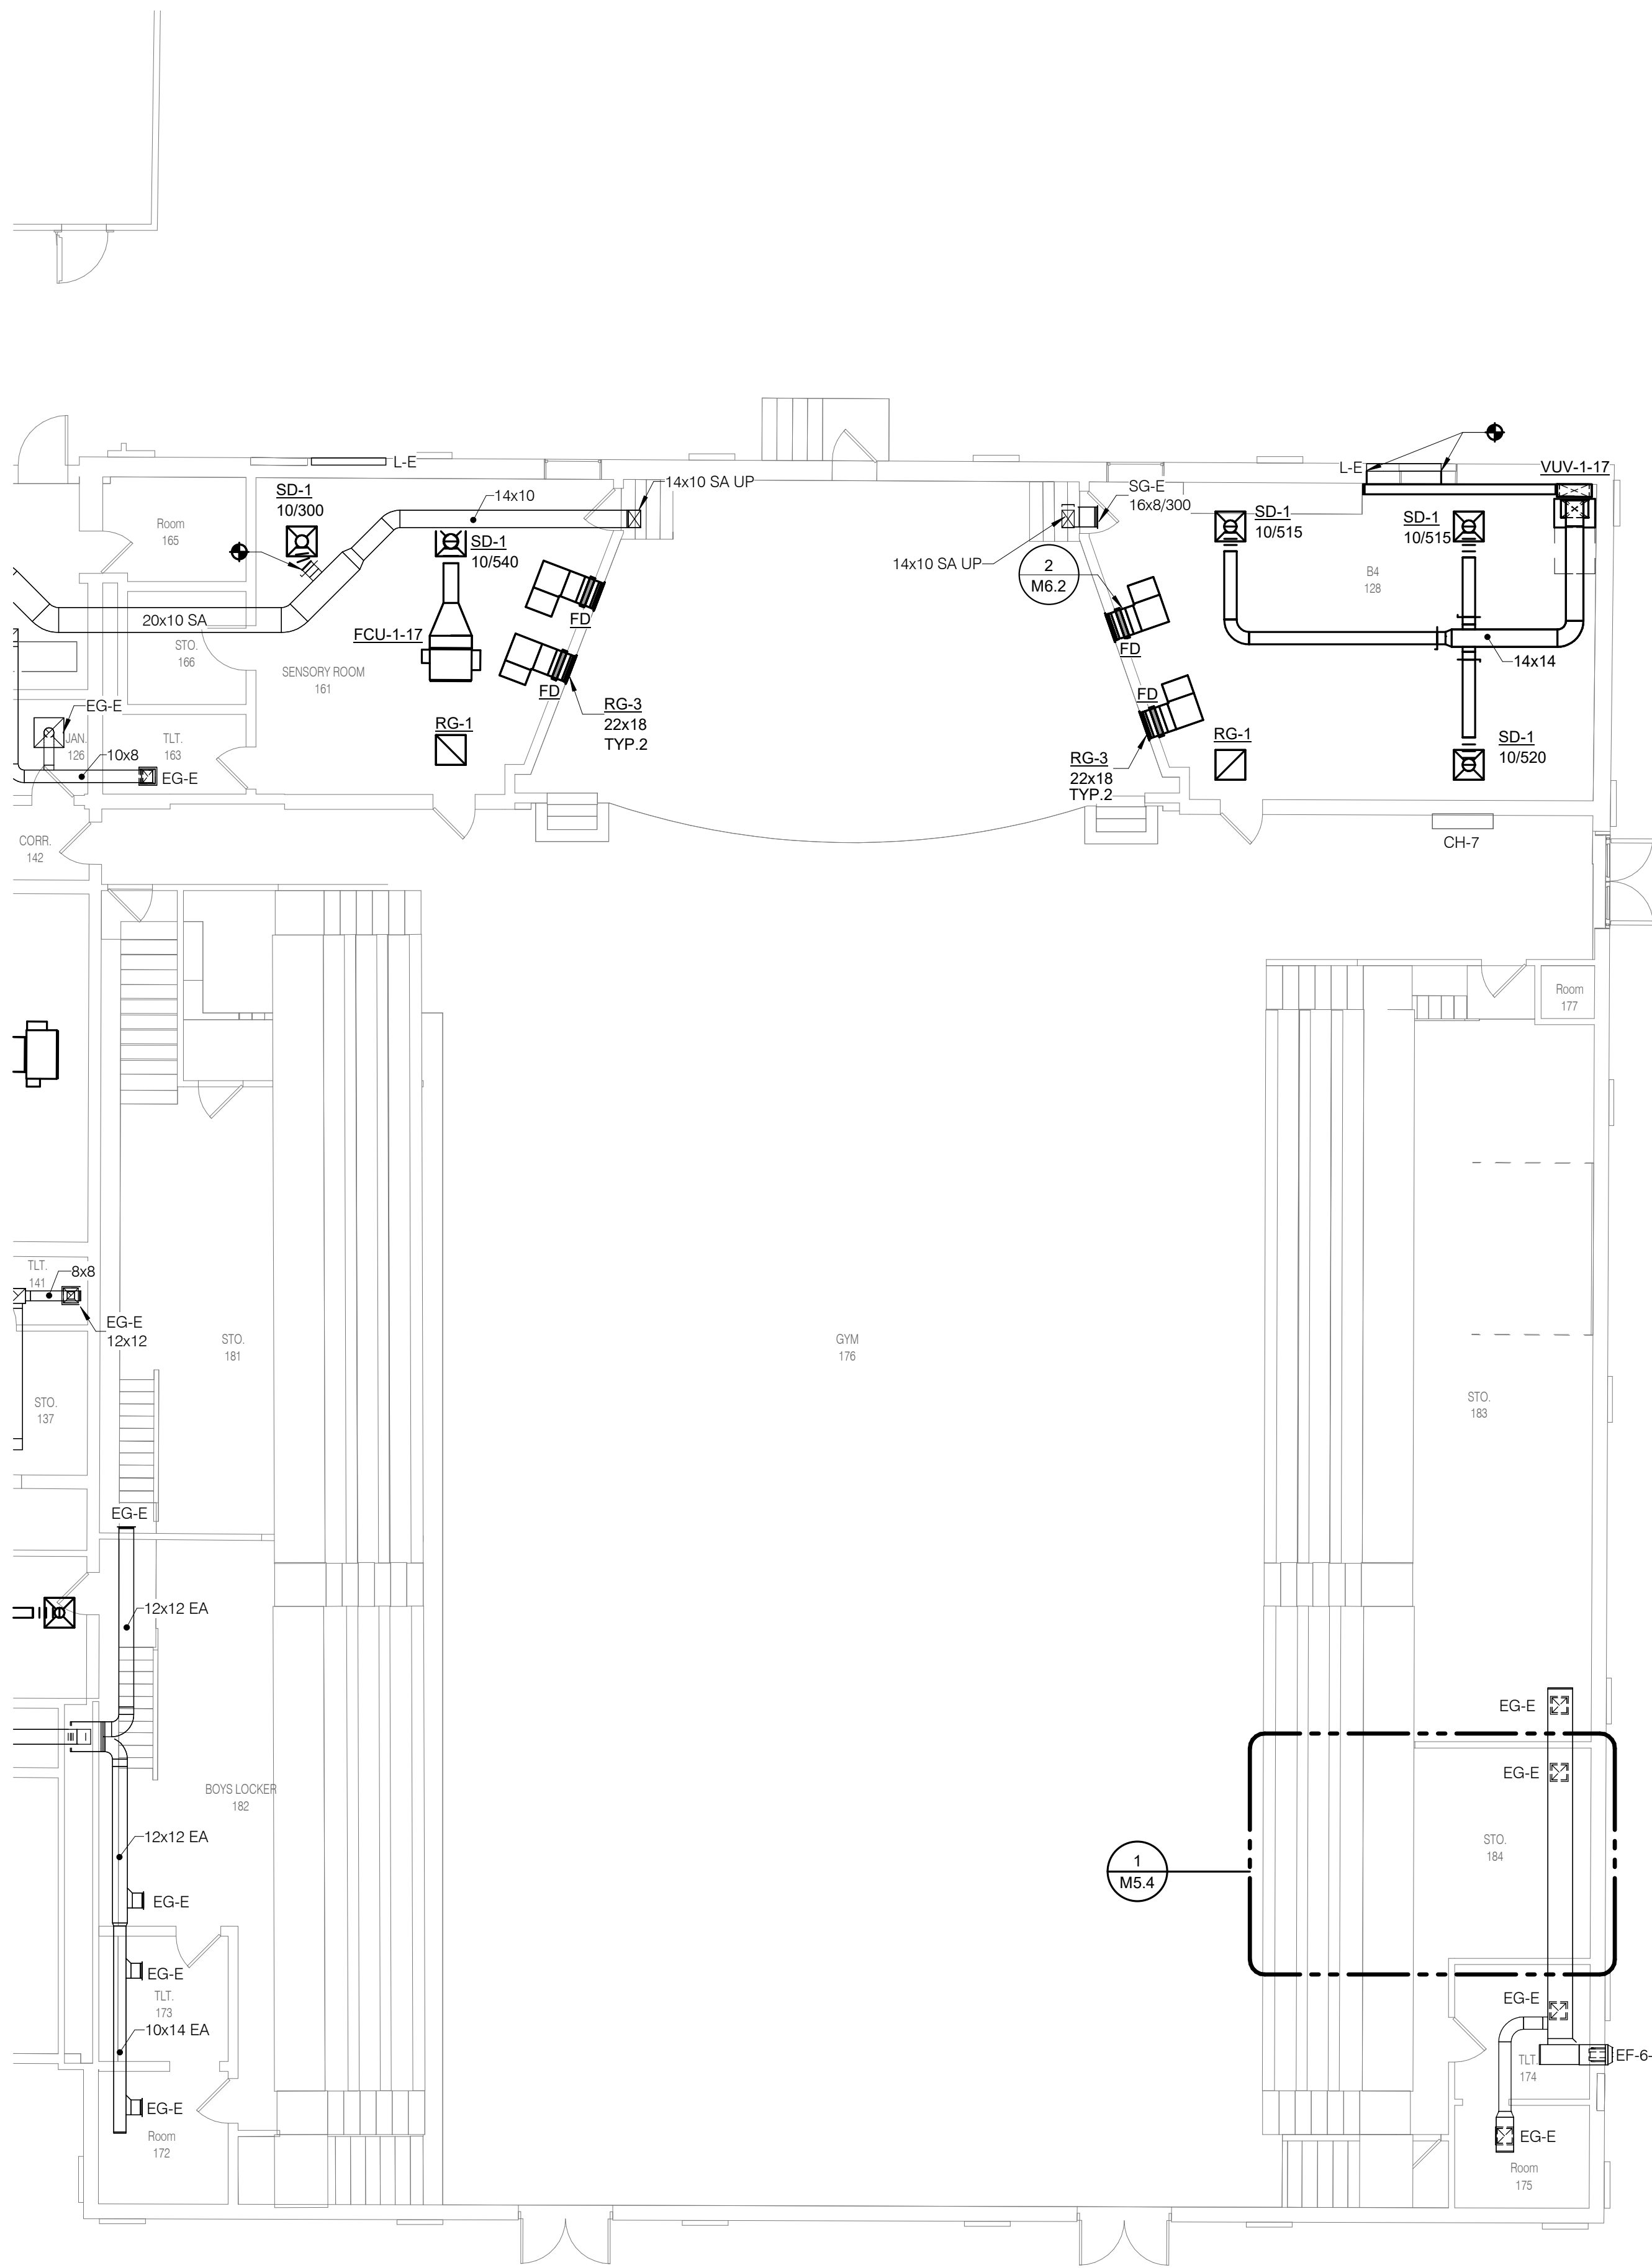 L-E
SD-1
10/300
14x10
14x10 SA UP
SG-E
16x8/300
L-E
VUV-1-17
Room
165
SD-1
10/540
14x10 SA UP
2
M6.2
SD-1
10/515
SD-1
10/515
B4
128
20x10 SA
STO.
166
FCU-1-17
SENSORY ROOM
161
FD
FD
FD
FD
14x14
EG-E
JAN.
126
TLT.
163
10x8
EG-E
RG-1
RG-3
22x18
TYP.2
RG-3
22x18
TYP.2
RG-1
SD-1
10/520
CORR.
142
CH-7
Room
177
TLT.
141
8x8
EG-E
12x12
STO.
181
GYM
176
STO.
183
STO.
137
EG-E
12x12 EA
EG-E
EG-E
BOYS LOCKER
182
12x12 EA
1
M5.4
STO.
184
EG-E
EG-E
TLT.
173
10x14 EA
EG-E
TLT.
174
EF-6-
EG-E
Room
172
EG-E
Room
175